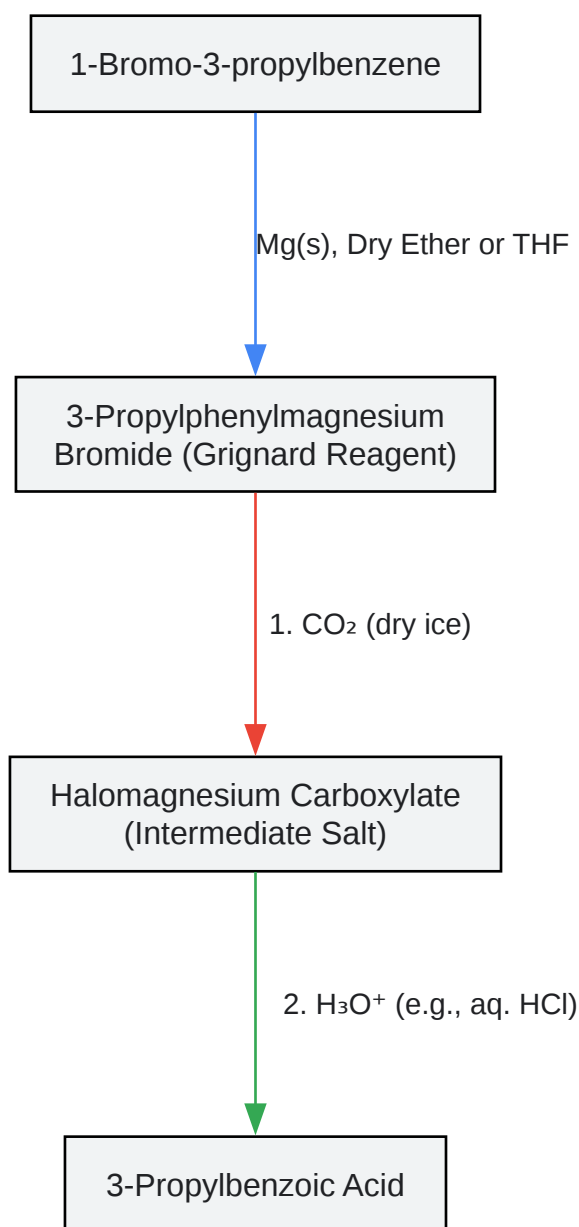 1-Bromo-3-propylbenzene
Mg(s), Dry Ether or THF
3-Propylphenylmagnesium
Bromide (Grignard Reagent)
1. CO₂ (dry ice)
Halomagnesium Carboxylate
(Intermediate Salt)
2. H₃O⁺ (e.g., aq. HCl)
3-Propylbenzoic Acid